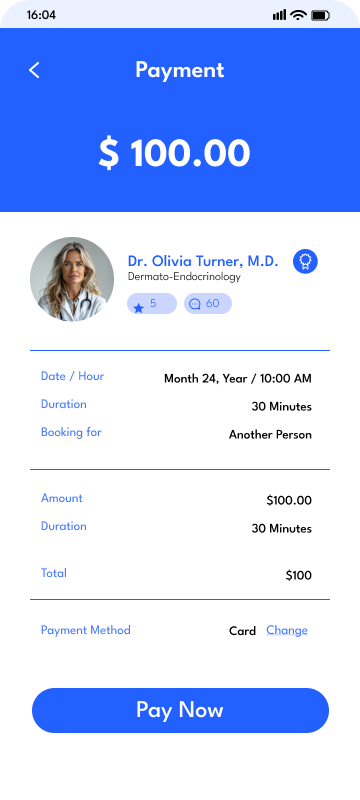 16:04
Payment
$ 100.00
Dr. Olivia Turner, M.D.
Dermato-Endocrinology
5 60
Date / Hour Month 24, Year / 10:00 AM
Duration 30 Minutes
Booking for Another Person
Amount $100.00
Duration 30 Minutes
Total $100
Payment Method Card Change
Pay Now